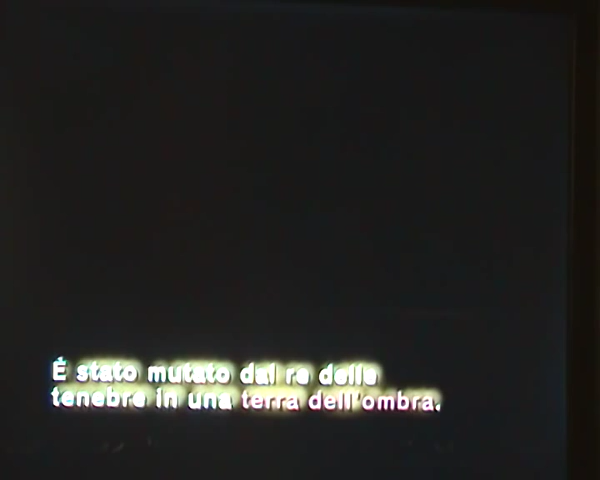 È stato mutato dal re delle
tenebre in una terra dell'ombra.